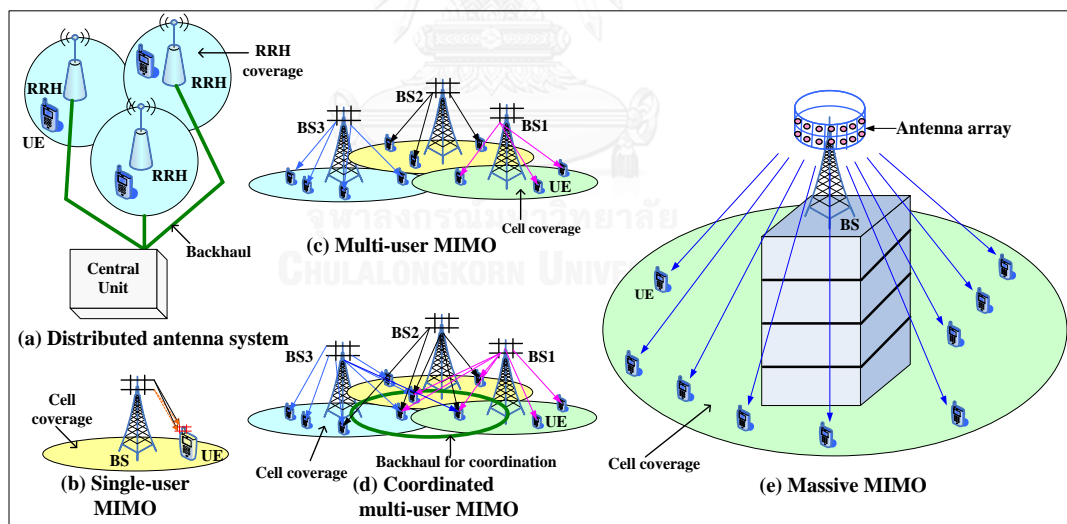 RRH
coverage
RRH
RRH
UE
RRH
Backhaul
Central
Unit
(a) Distributed antenna system
Cell
coverage
BS
UE
(b) Single-user
MIMO
BS2
BS3
BS1
UE
Cell coverage
(c) Multi-user MIMO
จุฬาลงกรณ์มหาวิทยาลัย
CHULALONGKORN UNIVERSITY
BS2
BS3
BS1
UE
Cell coverage
Backhaul for coordination
(d) Coordinated
multi-user MIMO
Antenna array
BS
UE
Cell coverage
(e) Massive MIMO